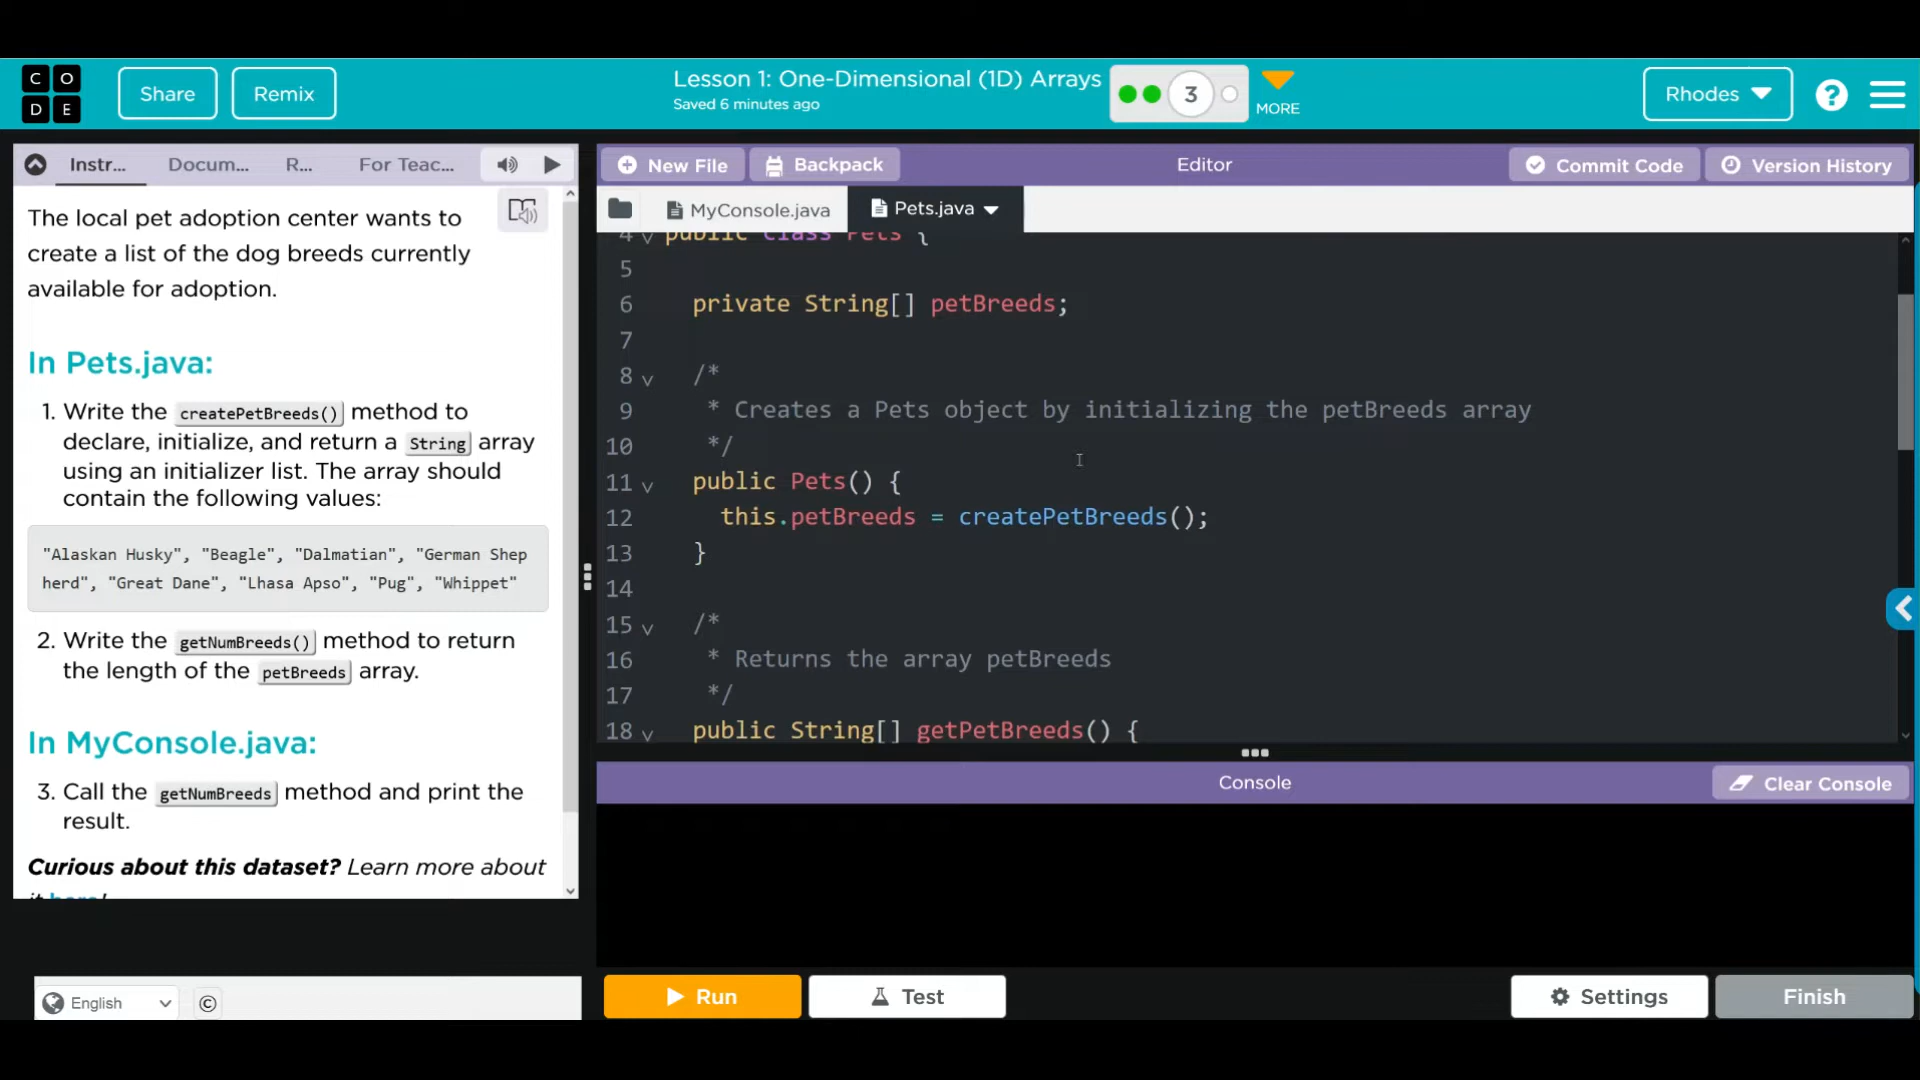 C O
D E
Share
Remix
Lesson 1: One-Dimensional (1D) Arrays
Saved 6 minutes ago
3
MORE
Rhodes
?
Instr...
Docum...
R...
For Teac...
New File
Backpack
Editor
Commit Code
Version History
MyConsole.java
Pets.java
The local pet adoption center wants to
create a list of the dog breeds currently
available for adoption.
In Pets.java:
1. Write the createPetBreeds() method to
declare, initialize, and return a String array
using an initializer list. The array should
contain the following values:
"Alaskan Husky", "Beagle", "Dalmatian", "German Shep
herd", "Great Dane", "Lhasa Apso", "Pug", "Whippet"
2. Write the getNumBreeds() method to return
the length of the petBreeds array.
In MyConsole.java:
3. Call the getNumBreeds method and print the
result.
Curious about this dataset? Learn more about
it here!
4 public class Pets {
5
6 private String[] petBreeds;
7
8 /*
9 * Creates a Pets object by initializing the petBreeds array
10 */
11 public Pets() {
12 this.petBreeds = createPetBreeds();
13 }
14
15 /*
16 * Returns the array petBreeds
17 */
18 public String[] getPetBreeds() {
Console
Clear Console
English
©
Run
Test
Settings
Finish